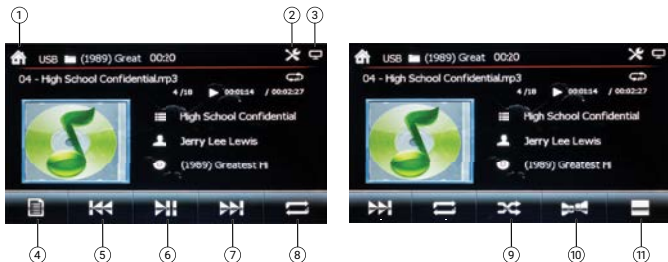 ① ② ③
USB (1989) Great 00:20
04 - High School Confidential.mp3
4 /18 00:01:14 / 00:02:27
High School Confidential
Jerry Lee Lewis
(1989) Greatest Hi
④ ⑤ ⑥ ⑦ ⑧
USB (1989) Great 00:20
04 - High School Confidential.mp3
4 /18 00:01:14 / 00:02:27
High School Confidential
Jerry Lee Lewis
(1989) Greatest Hi
⑨ ⑩ ⑪